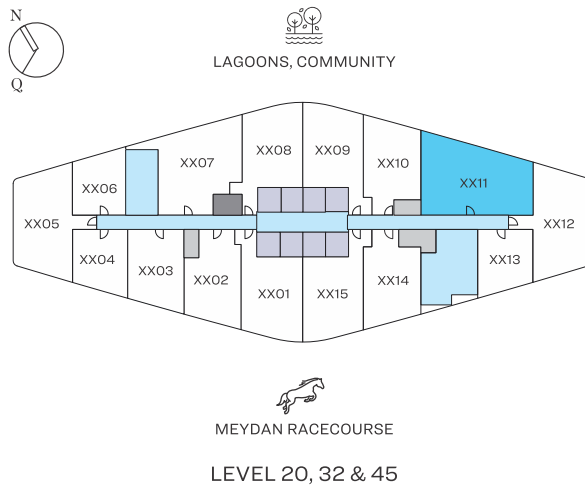 N
Q
LAGOONS, COMMUNITY
XX08 XX09
XX07 XX10
XX06 XX11
XX05 XX12
XX04 XX03 XX02 XX14 XX13
XX01 XX15
MEYDAN RACECOURSE
LEVEL 20, 32 & 45